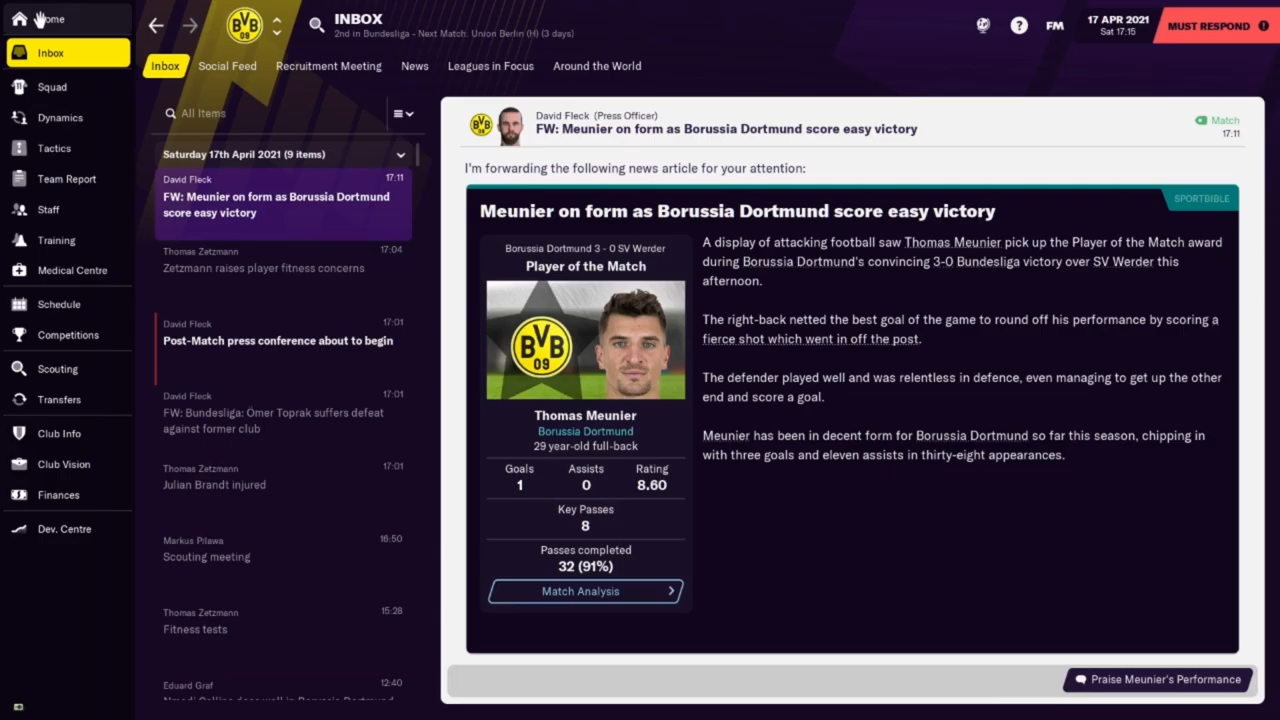 Home
Inbox
Squad
Dynamics
Tactics
Team Report
Staff
Training
Medical Centre
Schedule
Competitions
Scouting
Transfers
Club Info
Club Vision
Finances
Dev. Centre
BVB
09
INBOX
2nd in Bundesliga - Next Match: Union Berlin (H) (3 days)
?
FM
17 APR 2021
Sat 17:15
MUST RESPOND
Inbox Social Feed Recruitment Meeting News Leagues in Focus Around the World
All Items
Saturday 17th April 2021 (9 items)
David Fleck 17:11
FW: Meunier on form as Borussia Dortmund
score easy victory
Thomas Zetzmann 17:04
Zetzmann raises player fitness concerns
David Fleck 17:01
Post-Match press conference about to begin
David Fleck 17:01
FW: Bundesliga: Ömer Toprak suffers defeat
against former club
Thomas Zetzmann 17:01
Julian Brandt injured
Markus Pilawa 16:50
Scouting meeting
Thomas Zetzmann 15:28
Fitness tests
Eduard Graf 12:40
BVB
09
David Fleck (Press Officer)
FW: Meunier on form as Borussia Dortmund score easy victory
Match
17:11
I'm forwarding the following news article for your attention:
SPORTBIBLE
Meunier on form as Borussia Dortmund score easy victory
Borussia Dortmund 3 - 0 SV Werder
Player of the Match
BVB
09
Thomas Meunier
Borussia Dortmund
29 year-old full-back
Goals Assists Rating
1 0 8.60
Key Passes
8
Passes completed
32 (91%)
Match Analysis
A display of attacking football saw Thomas Meunier pick up the Player of the Match award
during Borussia Dortmund's convincing 3-0 Bundesliga victory over SV Werder this
afternoon.
The right-back netted the best goal of the game to round off his performance by scoring a
fierce shot which went in off the post.
The defender played well and was relentless in defence, even managing to get up the other
end and score a goal.
Meunier has been in decent form for Borussia Dortmund so far this season, chipping in
with three goals and eleven assists in thirty-eight appearances.
Praise Meunier's Performance